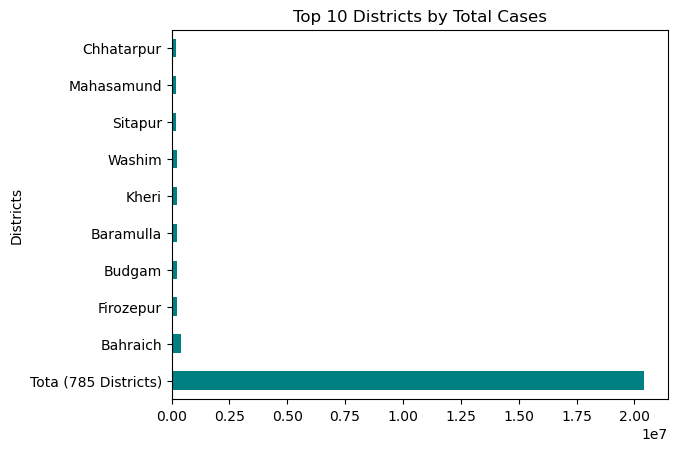 Top 10 Districts by Total Cases
Districts
Chhatarpur
Mahasamund
Sitapur
Washim
Kheri
Baramulla
Budgam
Firozepur
Bahraich
Tota (785 Districts)
0.00 0.25 0.50 0.75 1.00 1.25 1.50 1.75 2.00
1e7